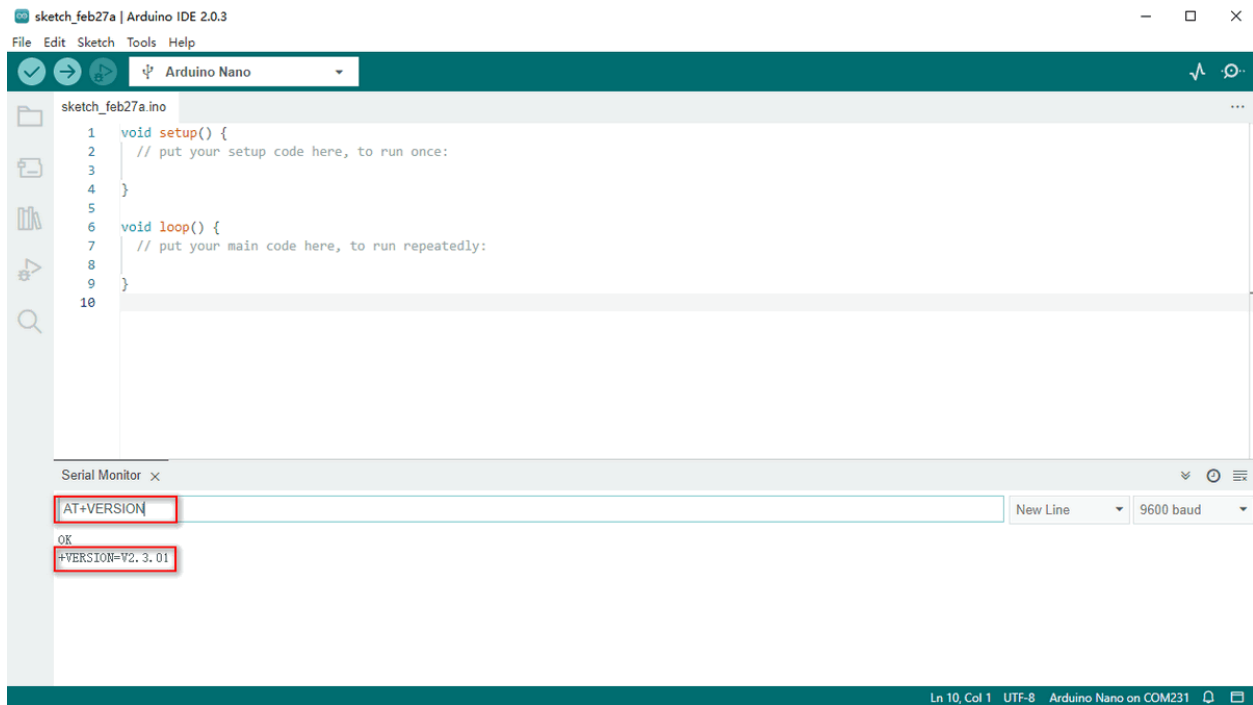 sketch_feb27a | Arduino IDE 2.0.3
File Edit Sketch Tools Help
Arduino Nano
sketch_feb27a.ino
1 void setup() {
2 // put your setup code here, to run once:
3
4 }
5
6 void loop() {
7 // put your main code here, to run repeatedly:
8
9 }
10
Serial Monitor
AT+VERSION New Line 9600 baud
OK
+VERSION=V2.3.01
Ln 10, Col 1 UTF-8 Arduino Nano on COM231